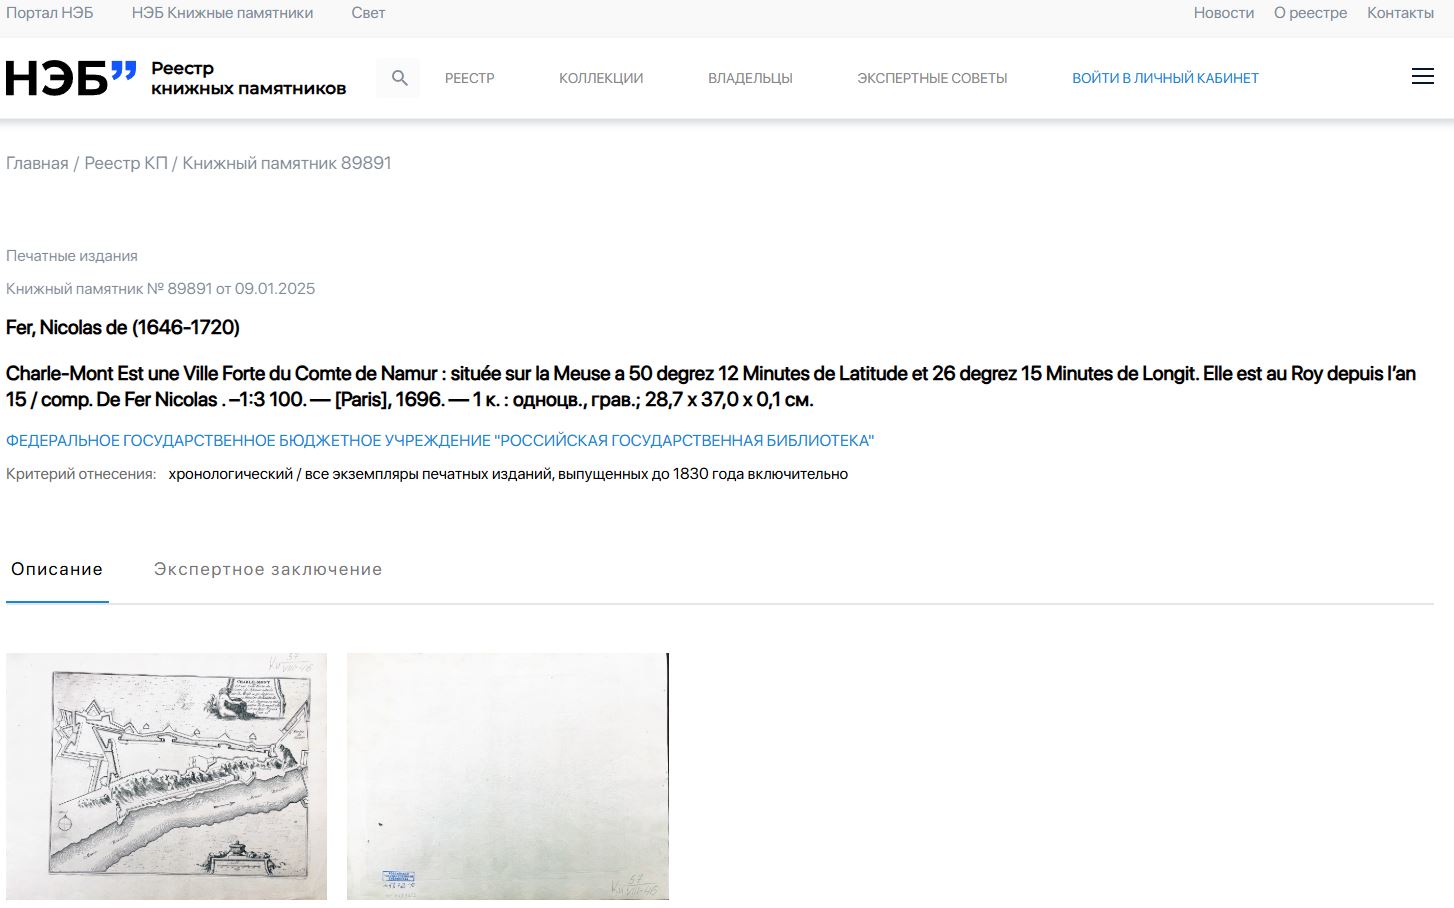 Портал НЭБ НЭБ Книжные памятники Свет Новости О реестре Контакты
НЭБ” Реестр
книжных памятников
РЕЕСТР КОЛЛЕКЦИИ ВЛАДЕЛЬЦЫ ЭКСПЕРТНЫЕ СОВЕТЫ ВОЙТИ В ЛИЧНЫЙ КАБИНЕТ
Главная / Реестр КП / Книжный памятник 89891
Печатные издания
Книжный памятник № 89891 от 09.01.2025
Fer, Nicolas de (1646-1720)
Charle-Mont Est une Ville Forte du Comte de Namur : située sur la Meuse a 50 degrez 12 Minutes de Latitude et 26 degrez 15 Minutes de Longit. Elle est au Roy depuis l’an
15 / comp. De Fer Nicolas . –1:3 100. — [Paris], 1696. — 1 к. : одноцв., грав.; 28,7 x 37,0 x 0,1 см.
ФЕДЕРАЛЬНОЕ ГОСУДАРСТВЕННОЕ БЮДЖЕТНОЕ УЧРЕЖДЕНИЕ "РОССИЙСКАЯ ГОСУДАРСТВЕННАЯ БИБЛИОТЕКА"
Критерий отнесения: хронологический / все экземпляры печатных изданий, выпущенных до 1830 года включительно
Описание Экспертное заключение
CHARLE-MONT